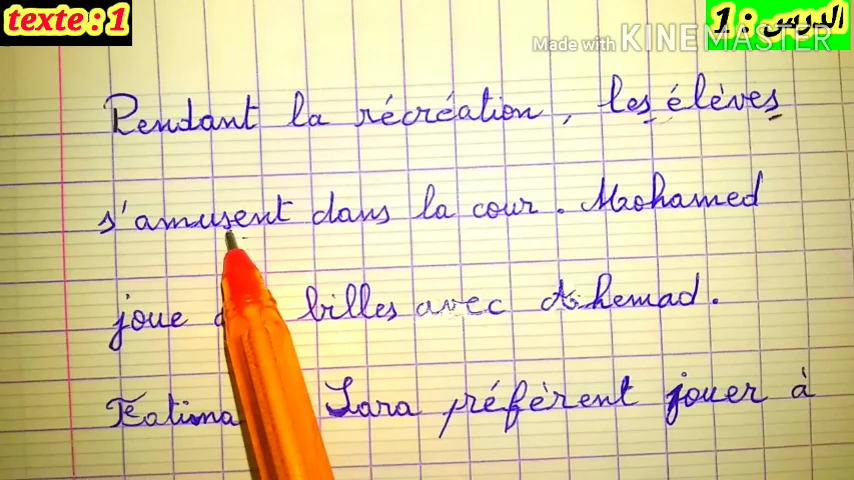 texte : 1
الدرس : 1
Made with KINEMASTER
Pendant la récréation, les élèves
s'amusent dans la cour. Mohamed
joue billes avec Ahemad.
Fatima Sara préfèrent jouer à